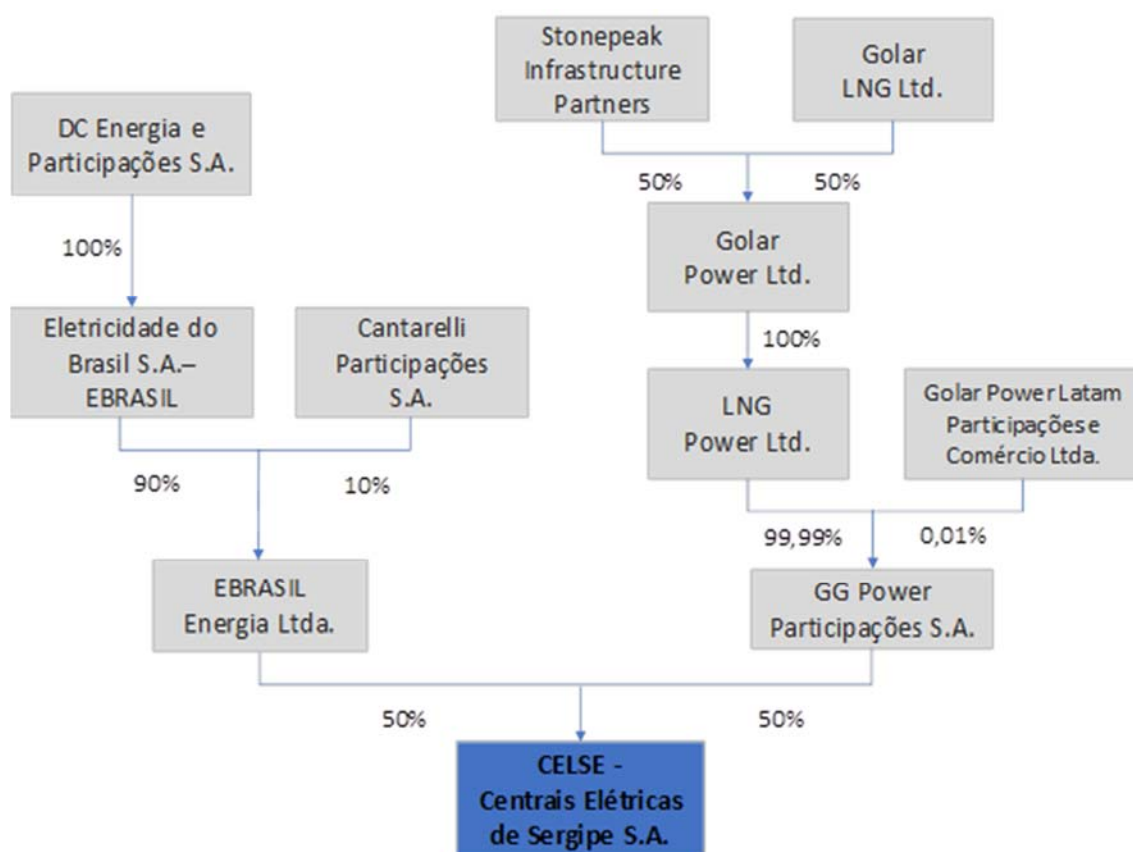 Stonepeak
Infrastructure
Partners
Golar
LNG Ltd.
DC Energia e
Participações S.A.
50%
50%
100%
Golar
Power Ltd.
Eletricidade do
Brasil S.A.–
EBRASIL
Cantarelli
Participações
S.A.
100%
LNG
Power Ltd.
Golar Power Latam
Participações e
Comércio Ltda.
90%
10%
99,99%
0,01%
EBRASIL
Energia Ltda.
GG Power
Participações S.A.
50%
50%
CELSE -
Centrais Elétricas
de Sergipe S.A.